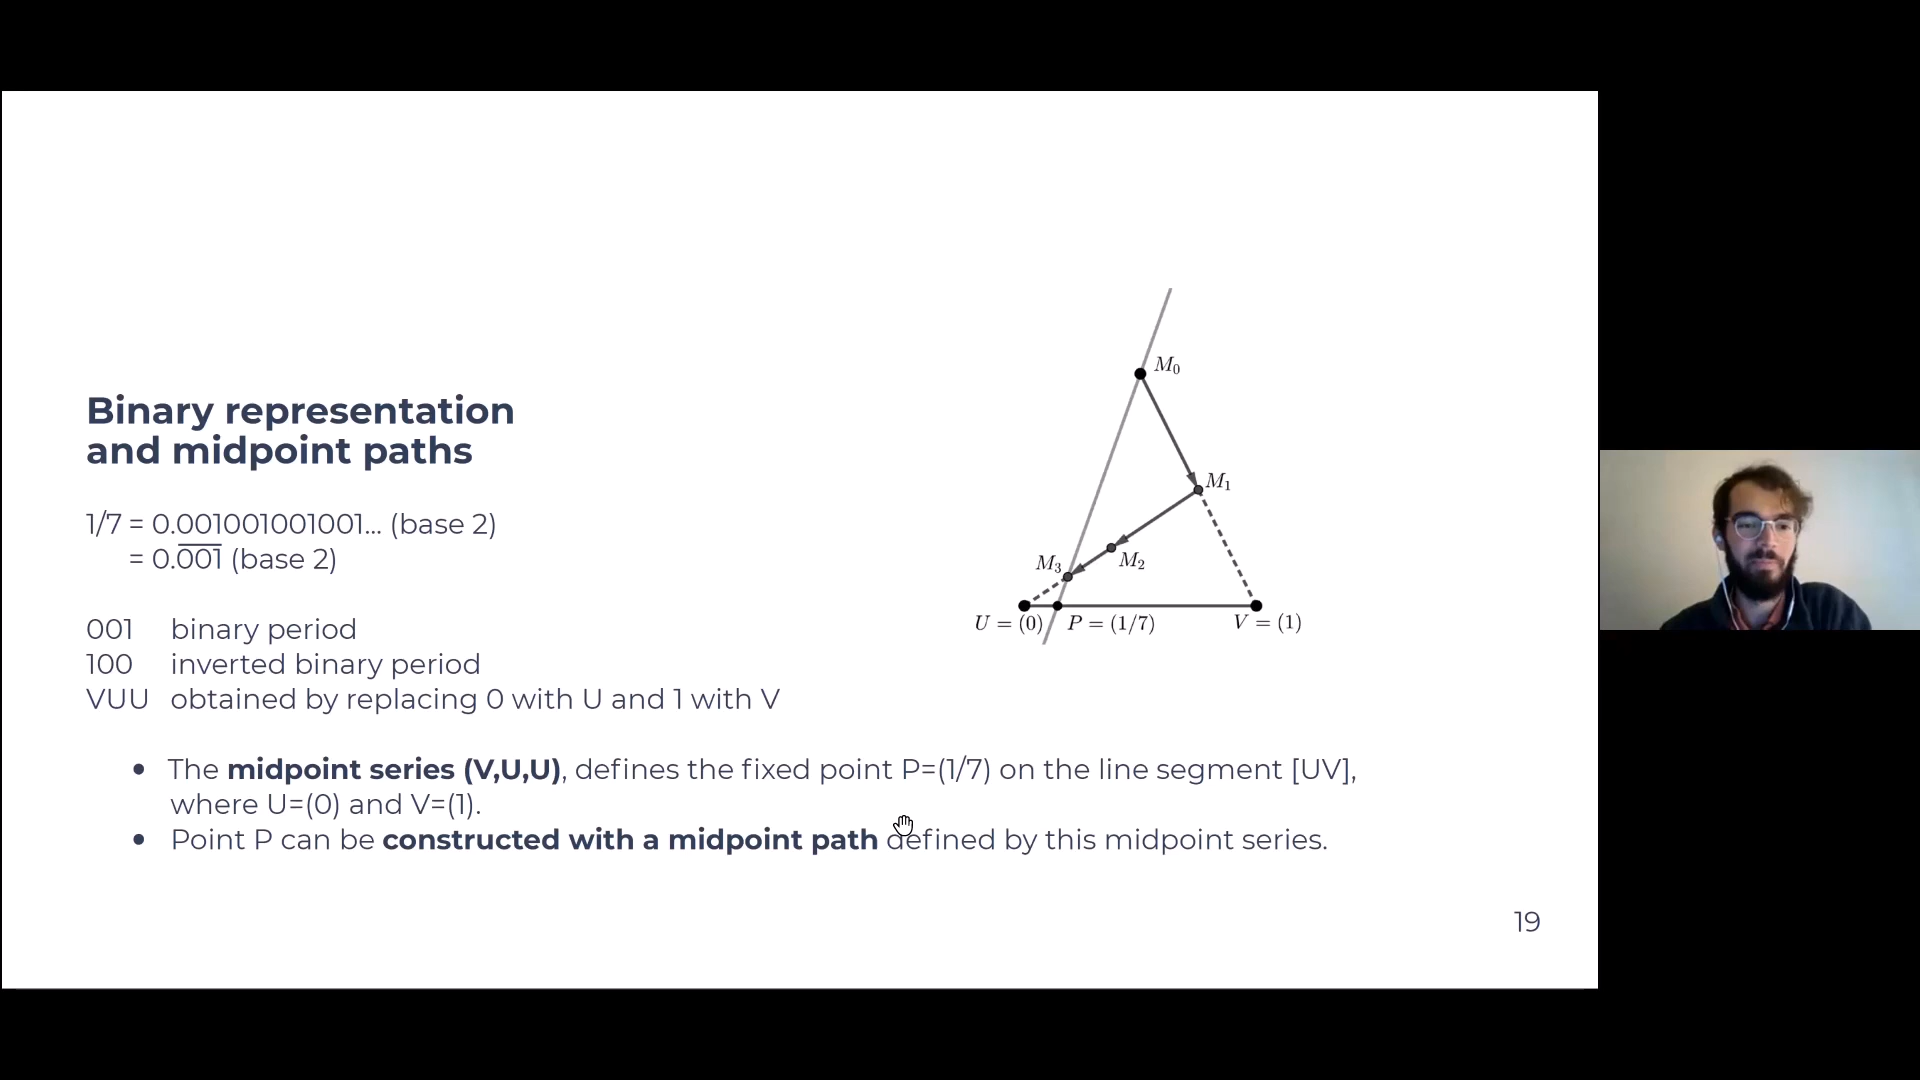 Binary representation
and midpoint paths
1/7 = 0.001001001001... (base 2)
= 0.0̅0̅1̅ (base 2)
001 binary period
100 inverted binary period
VUU obtained by replacing 0 with U and 1 with V
M₀
M₁
M₂
M₃
U = (0)
P = (1/7)
V = (1)
• The midpoint series (V,U,U), defines the fixed point P=(1/7) on the line segment [UV],
where U=(0) and V=(1).
• Point P can be constructed with a midpoint path defined by this midpoint series.
19